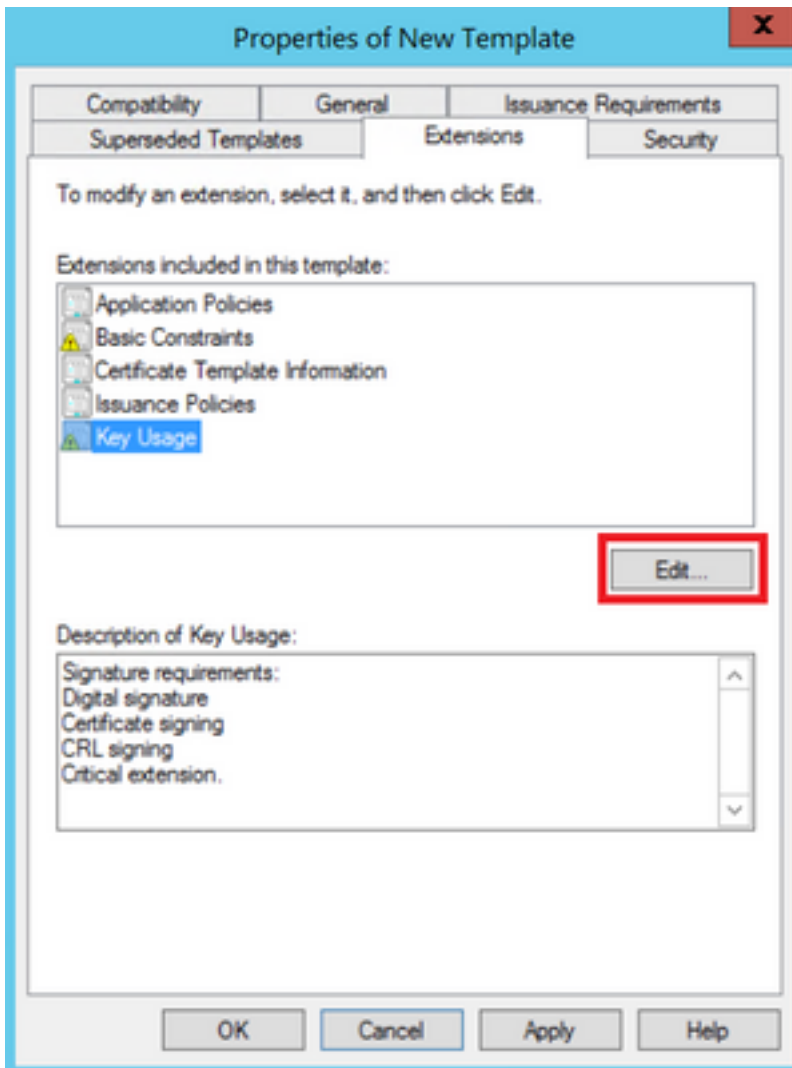 Properties of New Template
x
Compatibility General Issuance Requirements
Superseded Templates Extensions Security
To modify an extension, select it, and then click Edit.
Extensions included in this template:
Application Policies
Basic Constraints
Certificate Template Information
Issuance Policies
Key Usage
Edit...
Description of Key Usage:
Signature requirements:
Digital signature
Certificate signing
CRL signing
Critical extension.
OK Cancel Apply Help